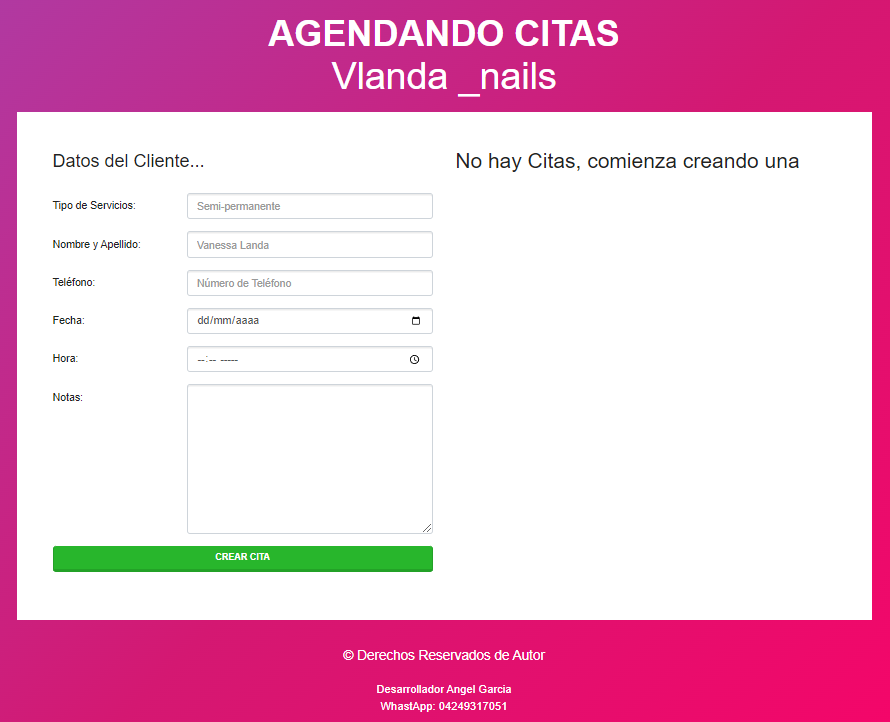 AGENDANDO CITAS
Vlanda _nails
Datos del Cliente...
Tipo de Servicios:
Semi-permanente
Nombre y Apellido:
Vanessa Landa
Teléfono:
Número de Teléfono
Fecha:
dd/mm/aaaa
Hora:
--:-- -----
Notas:
CREAR CITA
No hay Citas, comienza creando una
© Derechos Reservados de Autor
Desarrollador Angel Garcia
WhastApp: 04249317051